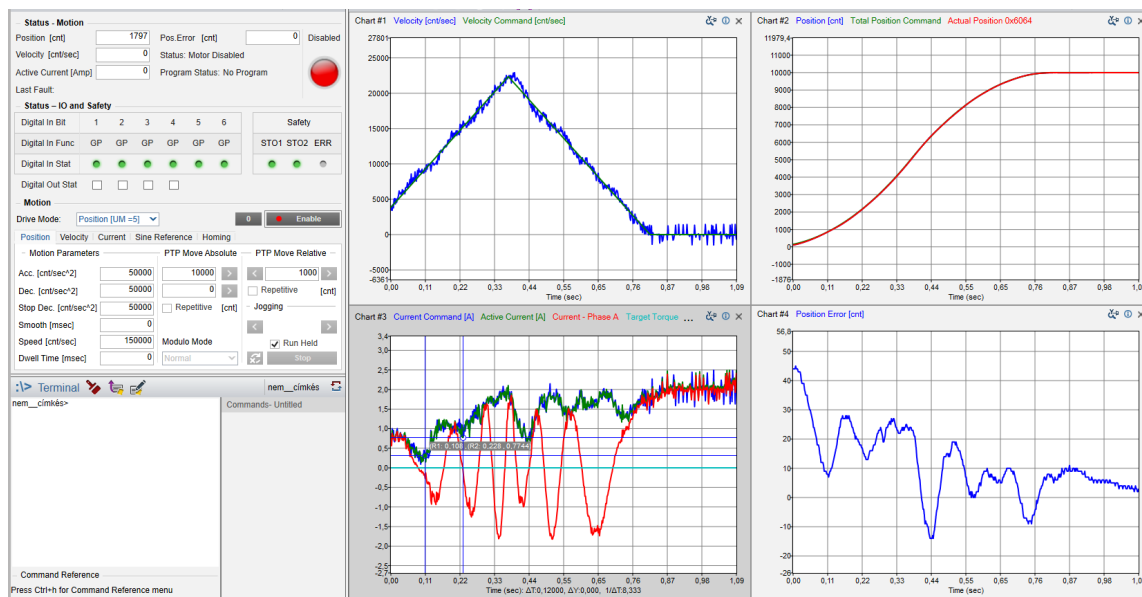 Status - Motion
Position [cnt] 1797 Pos.Error [cnt] 0 Disabled
Velocity [cnt/sec] 0 Status: Motor Disabled
Active Current [Amp] 0 Program Status: No Program
Last Fault:
Status – IO and Safety
Digital In Bit 1 2 3 4 5 6 Safety
Digital In Func GP GP GP GP GP GP STO1 STO2 ERR
Digital In Stat
Digital Out Stat
Motion
Drive Mode: Position [UM =5] 0 Enable
Position Velocity Current Sine Reference Homing
Motion Parameters PTP Move Absolute PTP Move Relative
Acc. [cnt/sec^2] 50000 10000 > < 1000 >
Dec. [cnt/sec^2] 50000 0 > Repetitive [cnt]
Stop Dec. [cnt/sec^2] 50000 Repetitive [cnt] Jogging
Smooth [msec] 0 < >
Speed [cnt/sec] 150000 Modulo Mode Run Held
Dwell Time [msec] 0 Normal Stop
:\> Terminal nem__címkés
nem__címkés> Commands- Untitled
Command Reference
Press Ctrl+h for Command Reference menu
Chart #1 Velocity [cnt/sec] Velocity Command [cnt/sec]
27801
25000
20000
15000
10000
5000
0
-5000
-6361
0,00 0,11 0,22 0,33 0,44 0,55 0,66 0,76 0,87 0,98 1,09
Time (sec)
Chart #2 Position [cnt] Total Position Command Actual Position 0x6064
11979,4
10000
9000
8000
7000
6000
5000
4000
3000
2000
1000
0
-1000
-1876
0,00 0,11 0,22 0,33 0,44 0,55 0,66 0,76 0,87 0,98 1,09
Time (sec)
Chart #3 Current Command [A] Active Current [A] Current - Phase A Target Torque ...
3,4
3,0
2,5
2,0
1,5
1,0
0,5
0,0
-0,5
-1,0
-1,5
-2,0
-2,5
-2,7
0,00 0,11 0,22 0,33 0,44 0,55 0,66 0,76 0,87 0,98 1,09
Time (sec): ΔT:0,12000, ΔY:0,000, 1/ΔT:8,333
Chart #4 Position Error [cnt]
56,8
50
40
30
20
10
0
-10
-20
-26
0,00 0,11 0,22 0,33 0,44 0,55 0,66 0,76 0,87 0,98 1,09
Time (sec)